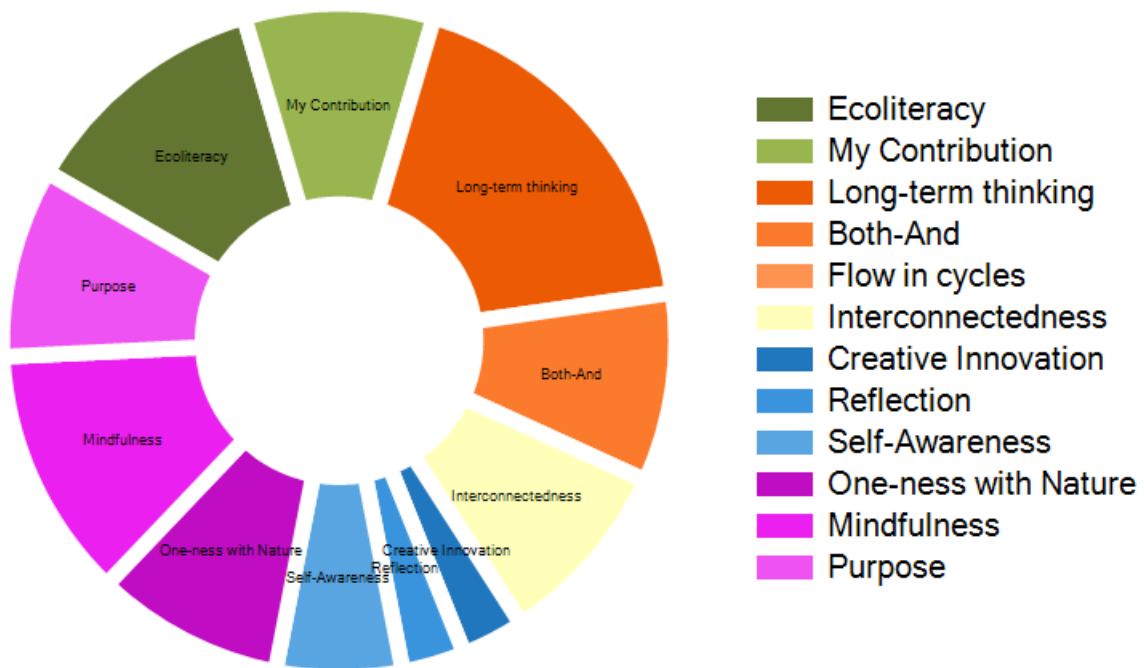 My Contribution
Ecoliteracy
Long-term thinking
Purpose
Both-And
Mindfulness
Interconnectedness
One-ness with Nature
Creative Innovation
Reflection
Self-Awareness
Ecoliteracy
My Contribution
Long-term thinking
Both-And
Flow in cycles
Interconnectedness
Creative Innovation
Reflection
Self-Awareness
One-ness with Nature
Mindfulness
Purpose